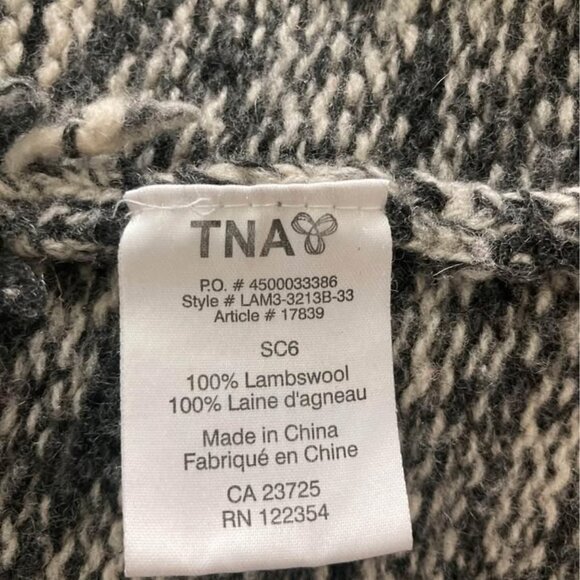 TNA
P.O. # 4500033386
Style # LAM3-3213B-33
Article # 17839
SC6
100% Lambswool
100% Laine d'agneau
Made in China
Fabriqué en Chine
CA 23725
RN 122354